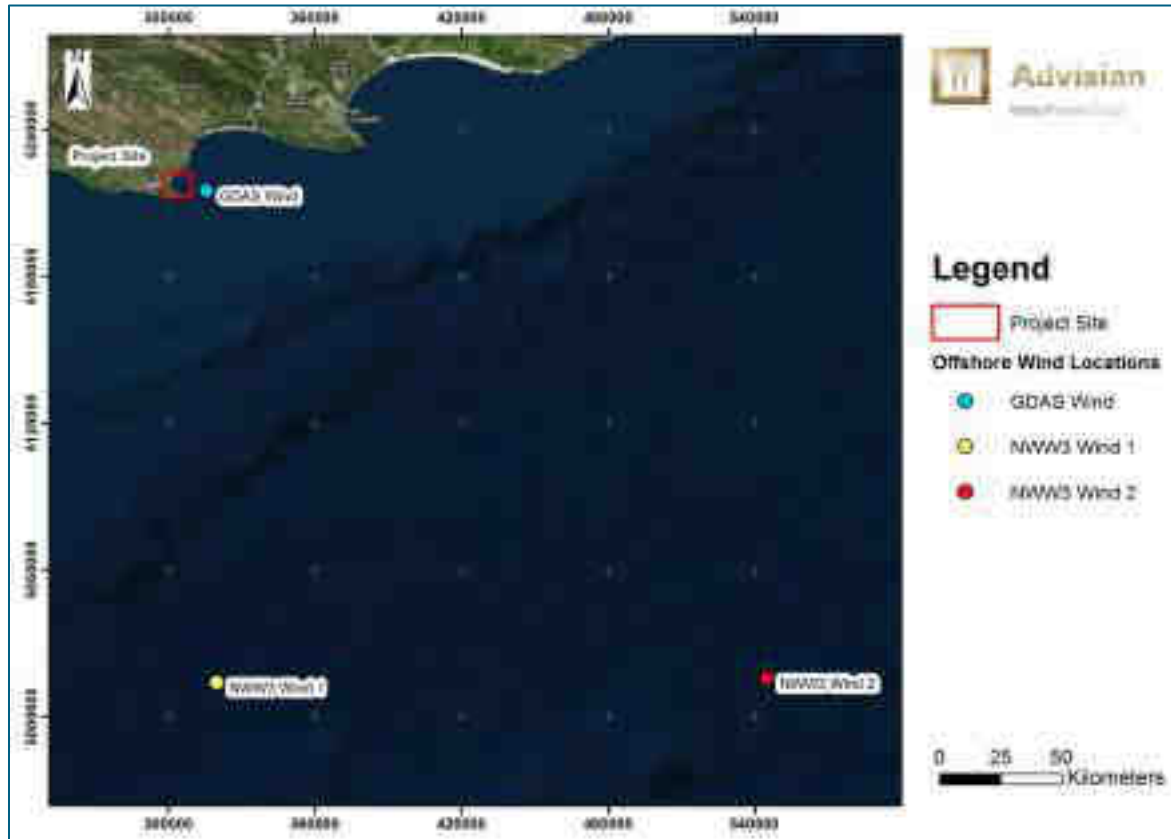 300000 360000 420000 480000 540000
N
Advisian
Project Site
GDAS Wind
Legend
Project Site
Offshore Wind Locations
GDAS Wind
NWW3 Wind 1
NWW3 Wind 2
NWW3 Wind 1
NWW3 Wind 2
0 25 50
Kilometers
300000 360000 420000 480000 540000